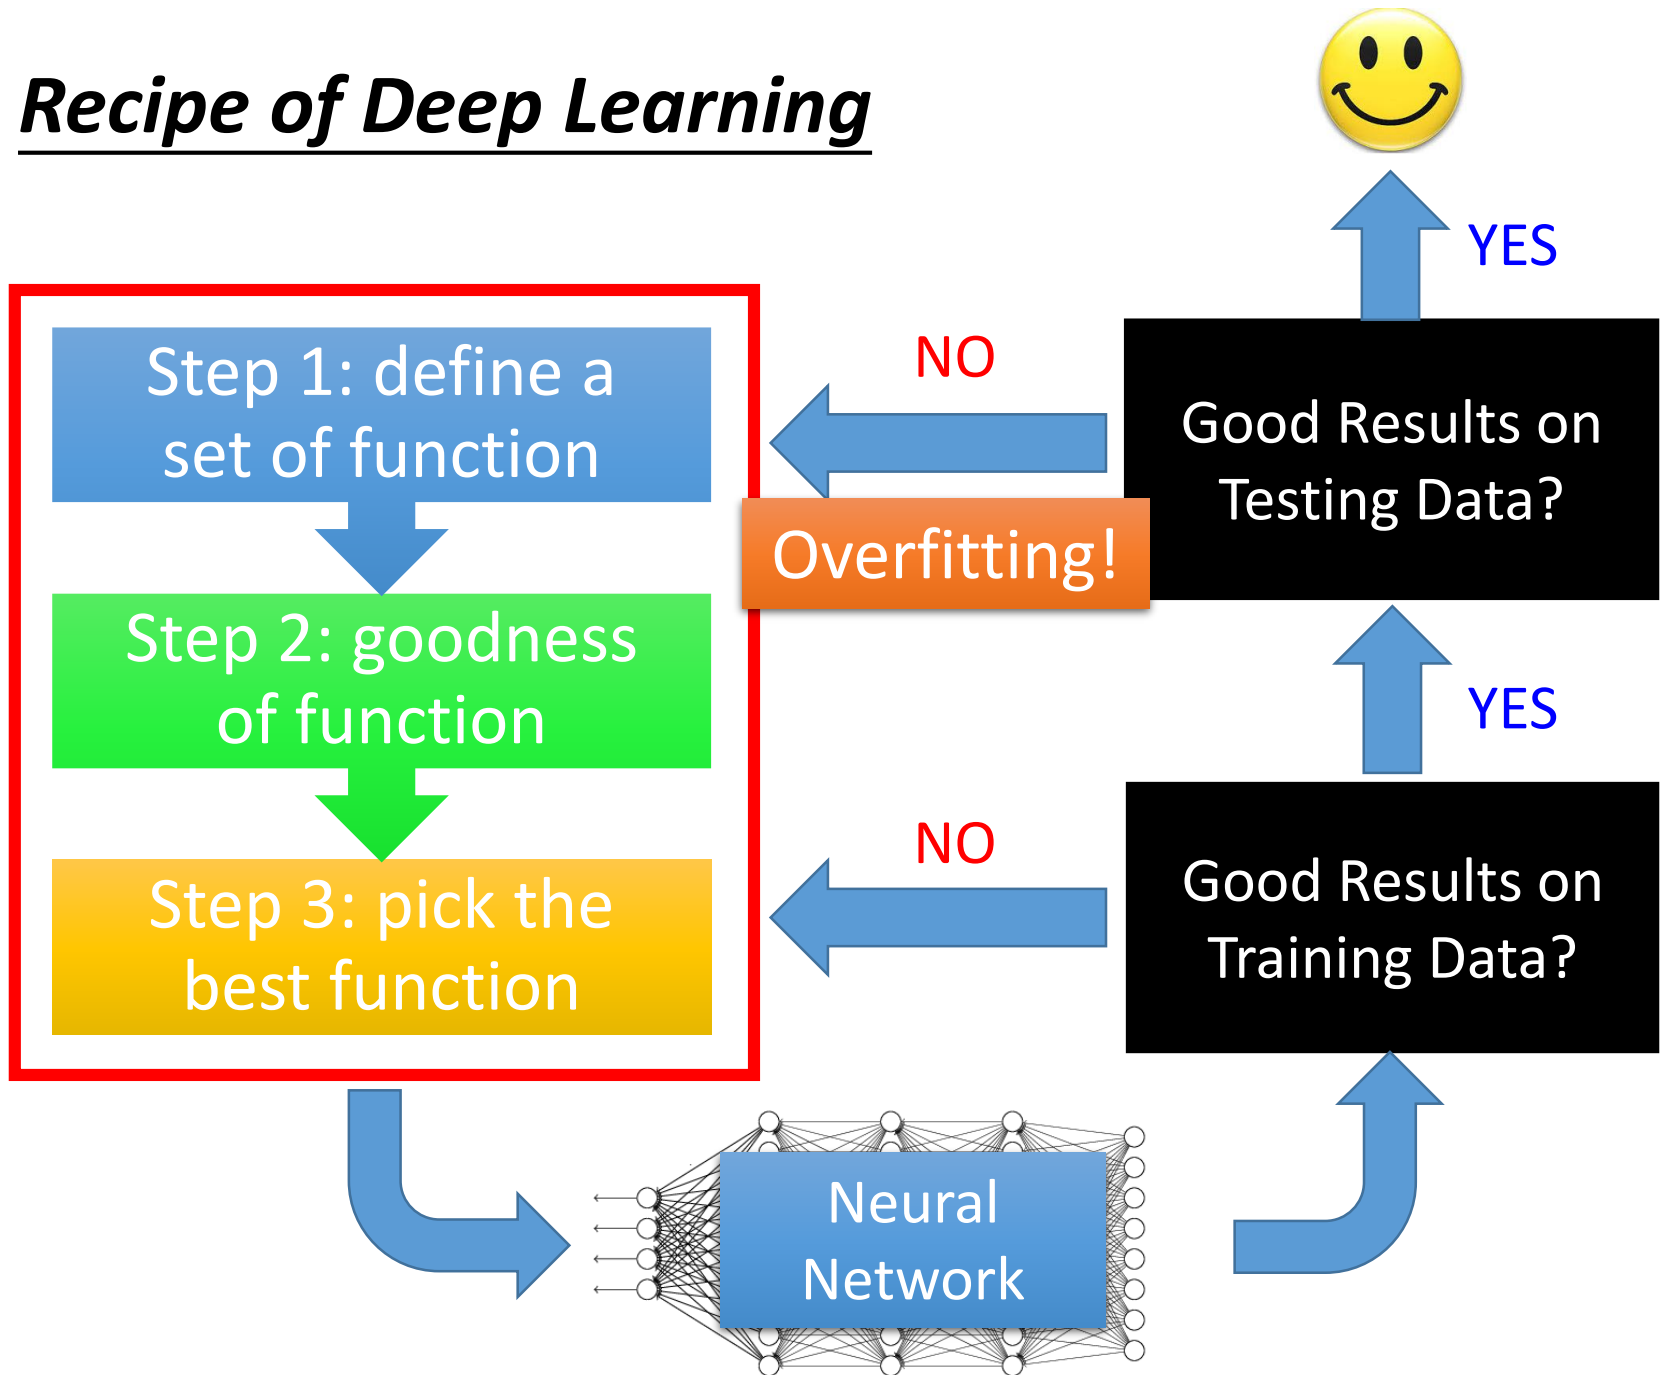 Recipe of Deep Learning
YES
Step 1: define a
set of function
NO
Good Results on
Testing Data?
Overfitting!
Step 2: goodness
of function
YES
Step 3: pick the
best function
NO
Good Results on
Training Data?
Neural
Network